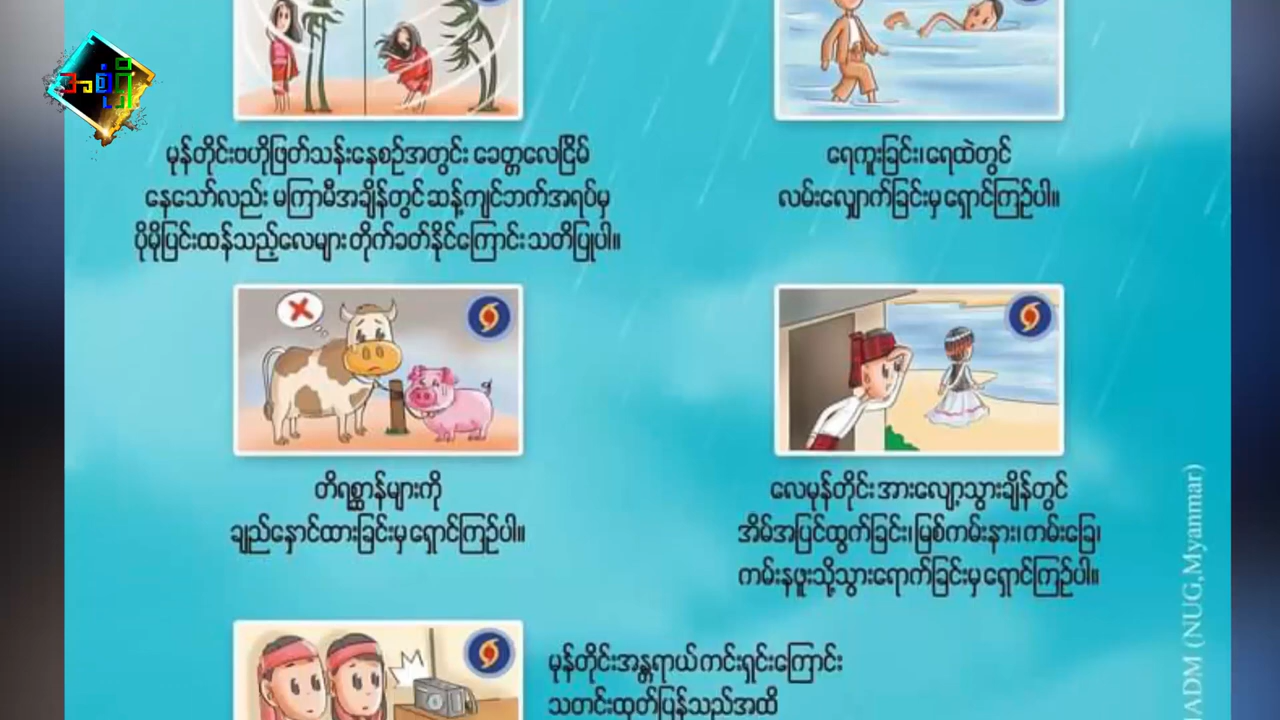 အစုံရှိ
မုန်တိုင်းဗဟိုဖြတ်သန်းနေစဉ်အတွင်း ခေတ္တလေငြိမ်
နေသော်လည်း မကြာမီအချိန်တွင် ဆန့်ကျင်ဘက်အရပ်မှ
ပိုမိုပြင်းထန်သည့်လေများ တိုက်ခတ်နိုင်ကြောင်း သတိပြုပါ။
ရေကူးခြင်း၊ ရေထဲတွင်
လမ်းလျှောက်ခြင်းမှ ရှောင်ကြဉ်ပါ။
တိရစ္ဆာန်များကို
ချည်နှောင်ထားခြင်းမှ ရှောင်ကြဉ်ပါ။
လေမုန်တိုင်း အားလျော့သွားချိန်တွင်
အိမ်အပြင်ထွက်ခြင်း၊ မြစ်ကမ်းနား၊ ကမ်းခြေ၊
ကမ်းနဖူးသို့သွားရောက်ခြင်းမှ ရှောင်ကြဉ်ပါ။
မုန်တိုင်းအန္တရာယ် ကင်းရှင်းကြောင်း
သတင်းထုတ်ပြန်သည်အထိ
ADM (NUG,Myanmar)